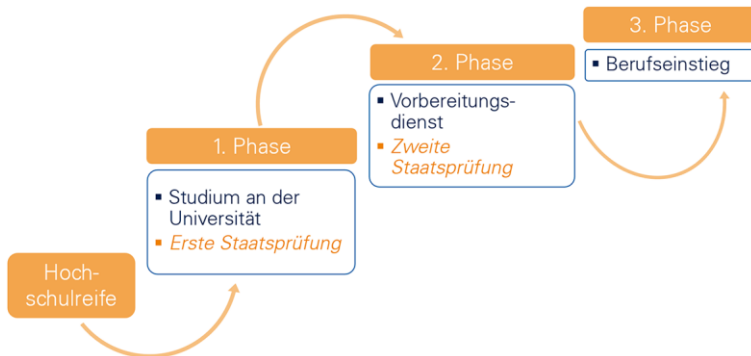 Hoch-
schulreife
1. Phase
▪ Studium an der
Universität
▪ Erste Staatsprüfung
2. Phase
▪ Vorbereitungs-
dienst
▪ Zweite
Staatsprüfung
3. Phase
▪ Berufseinstieg